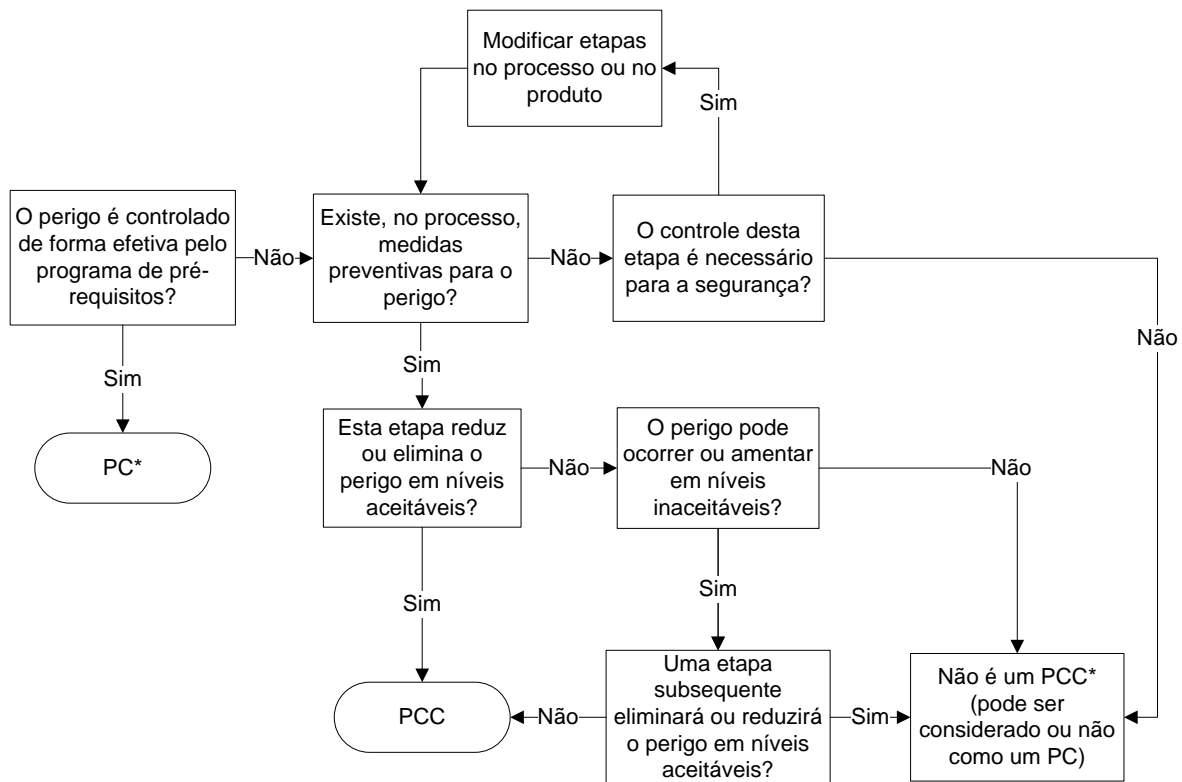 Modificar etapas
no processo ou no
produto
Sim
O perigo é controlado
de forma efetiva pelo
programa de pré-
requisitos?
Não
Existe, no processo,
medidas
preventivas para o
perigo?
Não
O controle desta
etapa é necessário
para a segurança?
Não
Sim
Sim
PC*
Esta etapa reduz
ou elimina o
perigo em níveis
aceitáveis?
Não
O perigo pode
ocorrer ou amentar
em níveis
inaceitáveis?
Não
Sim
Sim
PCC
Não
Uma etapa
subsequente
eliminará ou reduzirá
o perigo em níveis
aceitáveis?
Sim
Não é um PCC*
(pode ser
considerado ou não
como um PC)